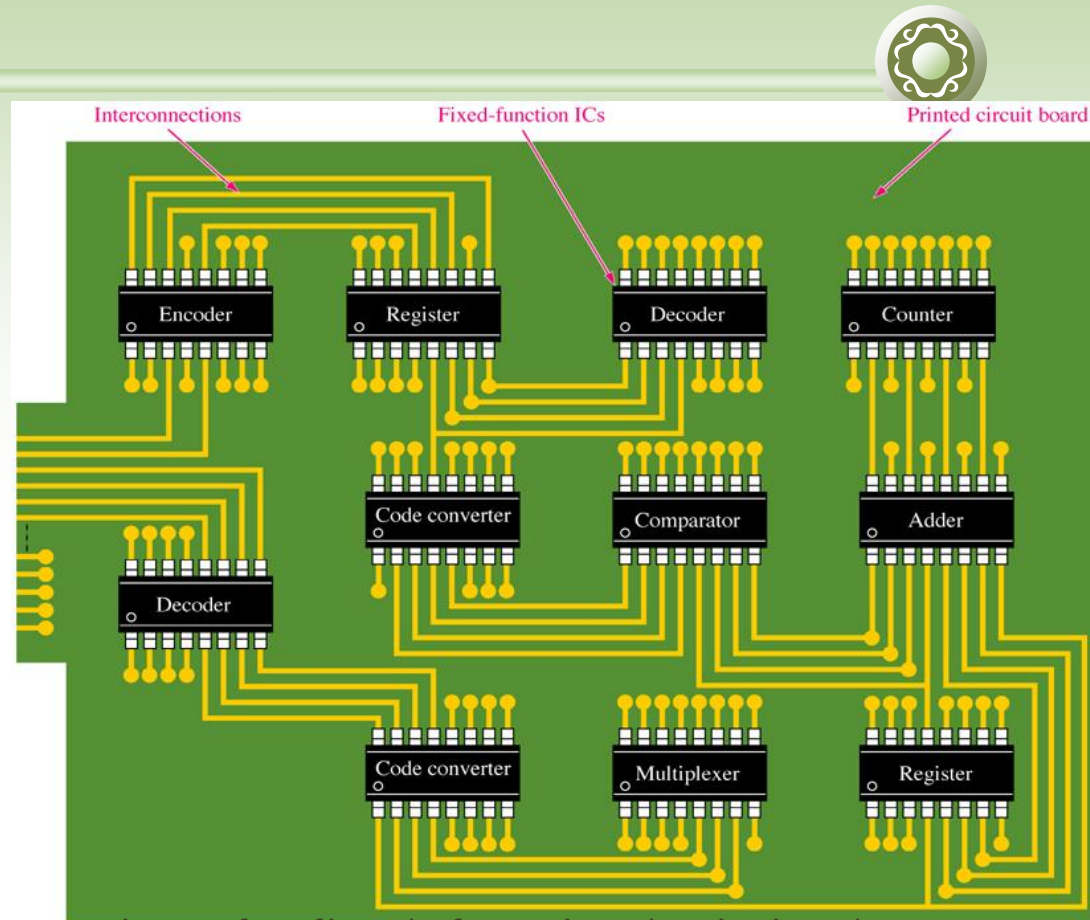 Interconnections
Fixed-function ICs
Printed circuit board
Encoder
Register
Decoder
Counter
Code converter
Comparator
Adder
Decoder
Code converter
Multiplexer
Register